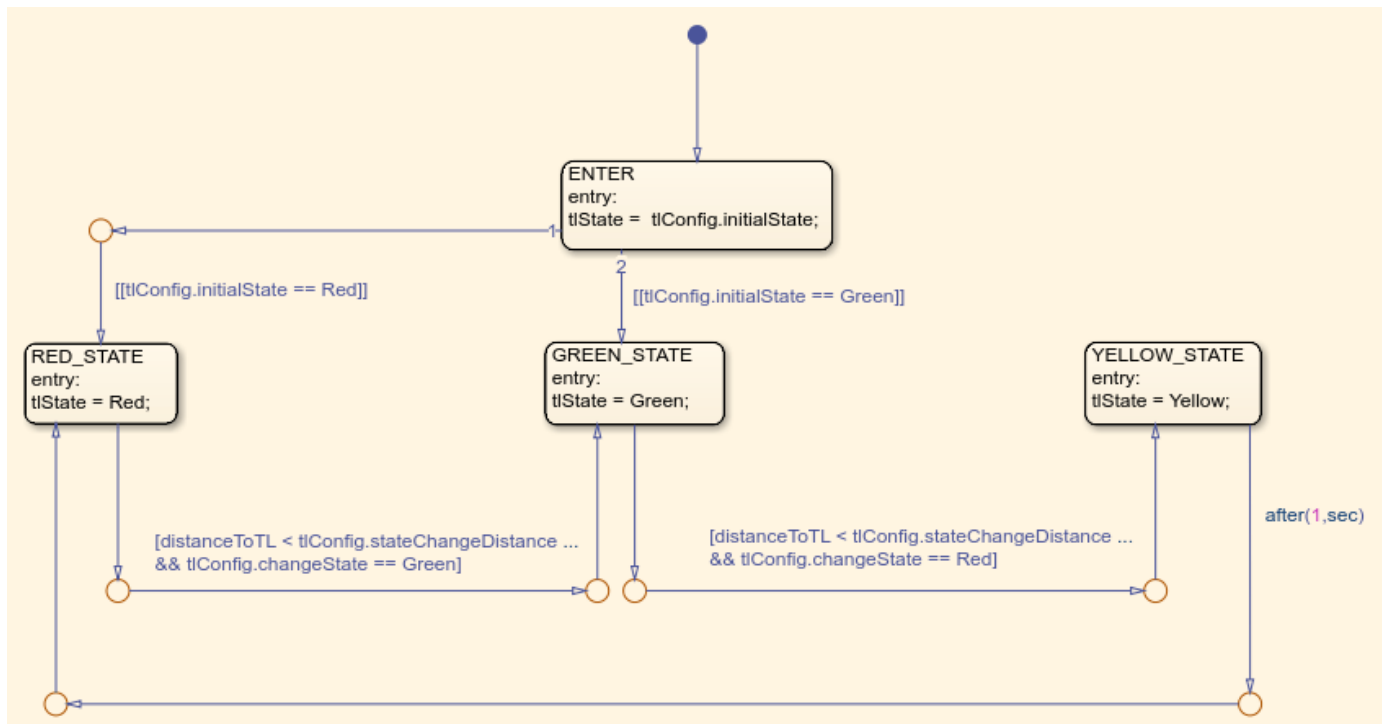 ENTER
entry:
tlState =  tlConfig.initialState;
1
2
[[tlConfig.initialState == Red]]
[[tlConfig.initialState == Green]]
RED_STATE
entry:
tlState = Red;
GREEN_STATE
entry:
tlState = Green;
YELLOW_STATE
entry:
tlState = Yellow;
[distanceToTL < tlConfig.stateChangeDistance ...
&& tlConfig.changeState == Green]
[distanceToTL < tlConfig.stateChangeDistance ...
&& tlConfig.changeState == Red]
after(1,sec)